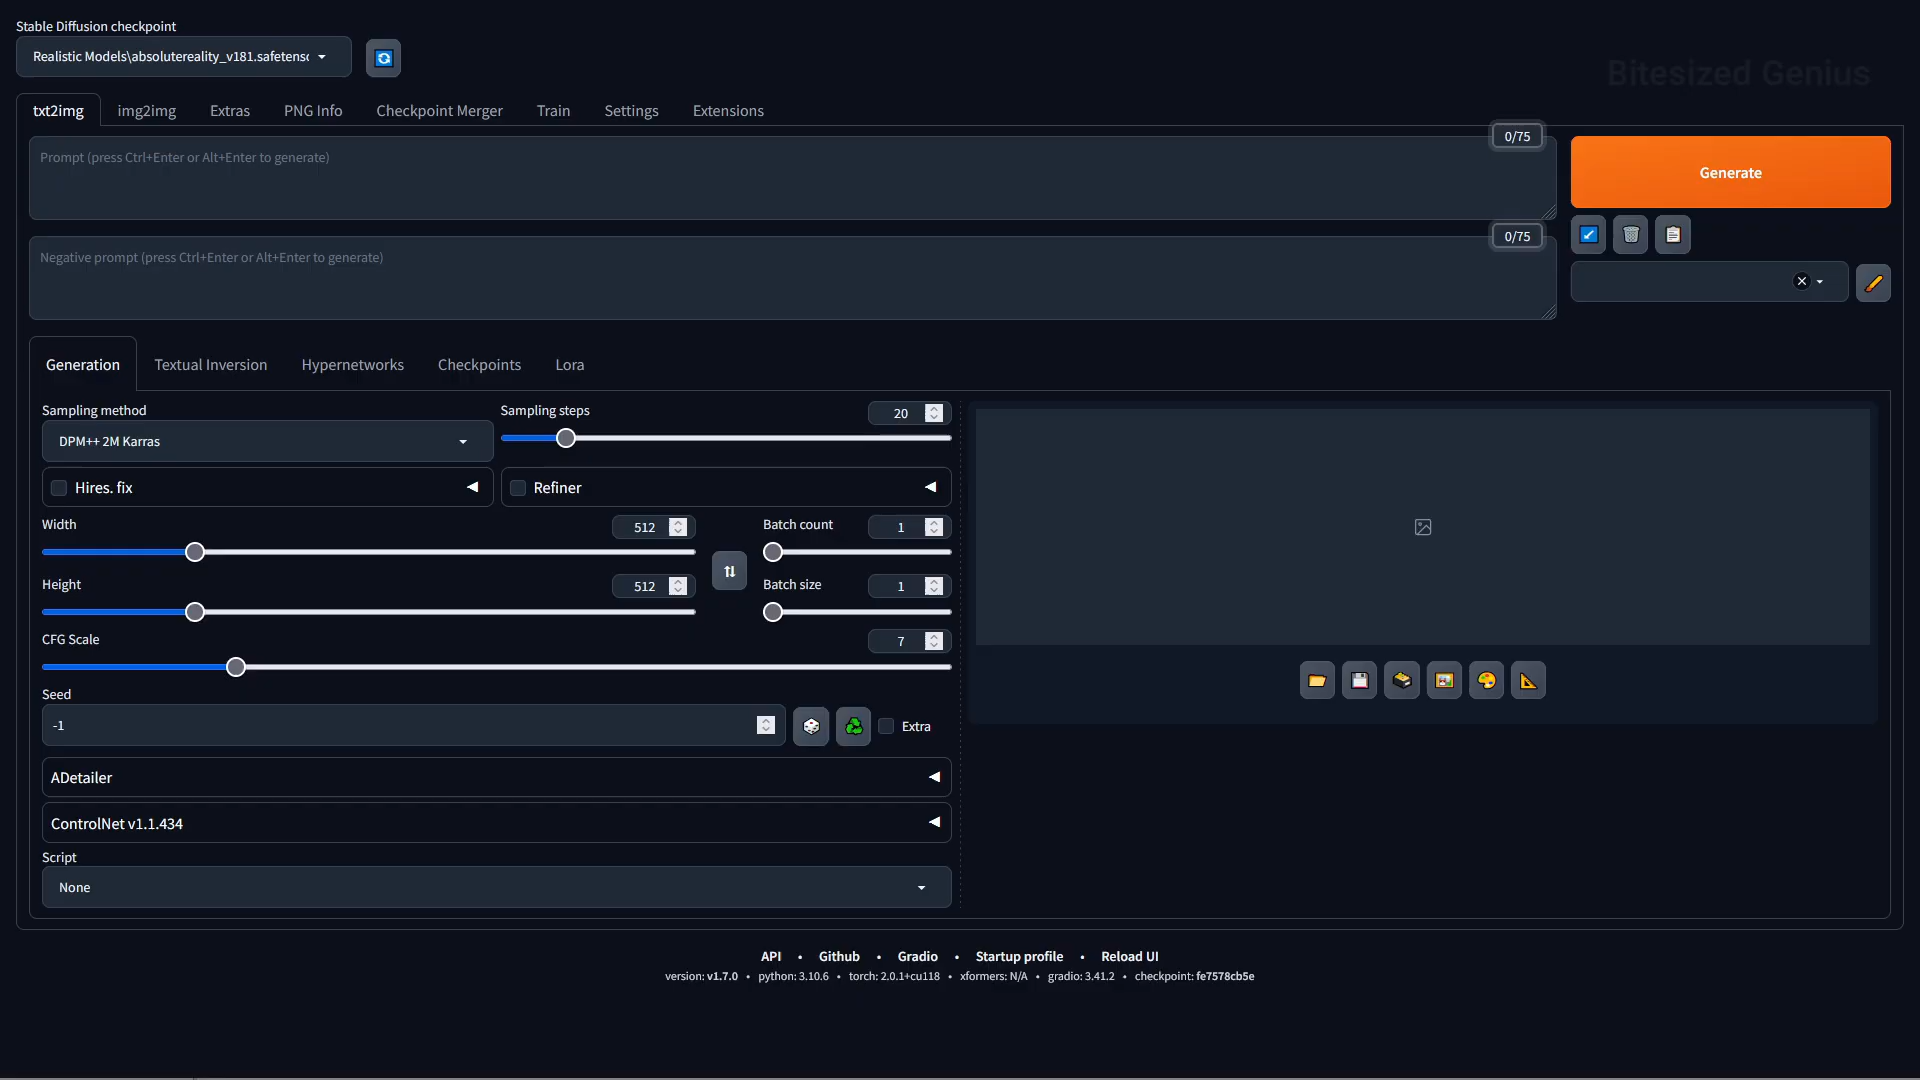 Stable Diffusion checkpoint
Realistic Models\absolutereality_v181.safetens
Bitesized Genius
txt2img img2img Extras PNG Info Checkpoint Merger Train Settings Extensions
0/75
Prompt (press Ctrl+Enter or Alt+Enter to generate)
Generate
0/75
Negative prompt (press Ctrl+Enter or Alt+Enter to generate)
Generation Textual Inversion Hypernetworks Checkpoints Lora
Sampling method
DPM++ 2M Karras
Sampling steps
20
Hires. fix
Refiner
Width
512
Batch count
1
Height
512
Batch size
1
CFG Scale
7
Seed
-1
Extra
ADetailer
ControlNet v1.1.434
Script
None
API • Github • Gradio • Startup profile • Reload UI
version: v1.7.0 • python: 3.10.6 • torch: 2.0.1+cu118 • xformers: N/A • gradio: 3.41.2 • checkpoint: fe7578cb5e